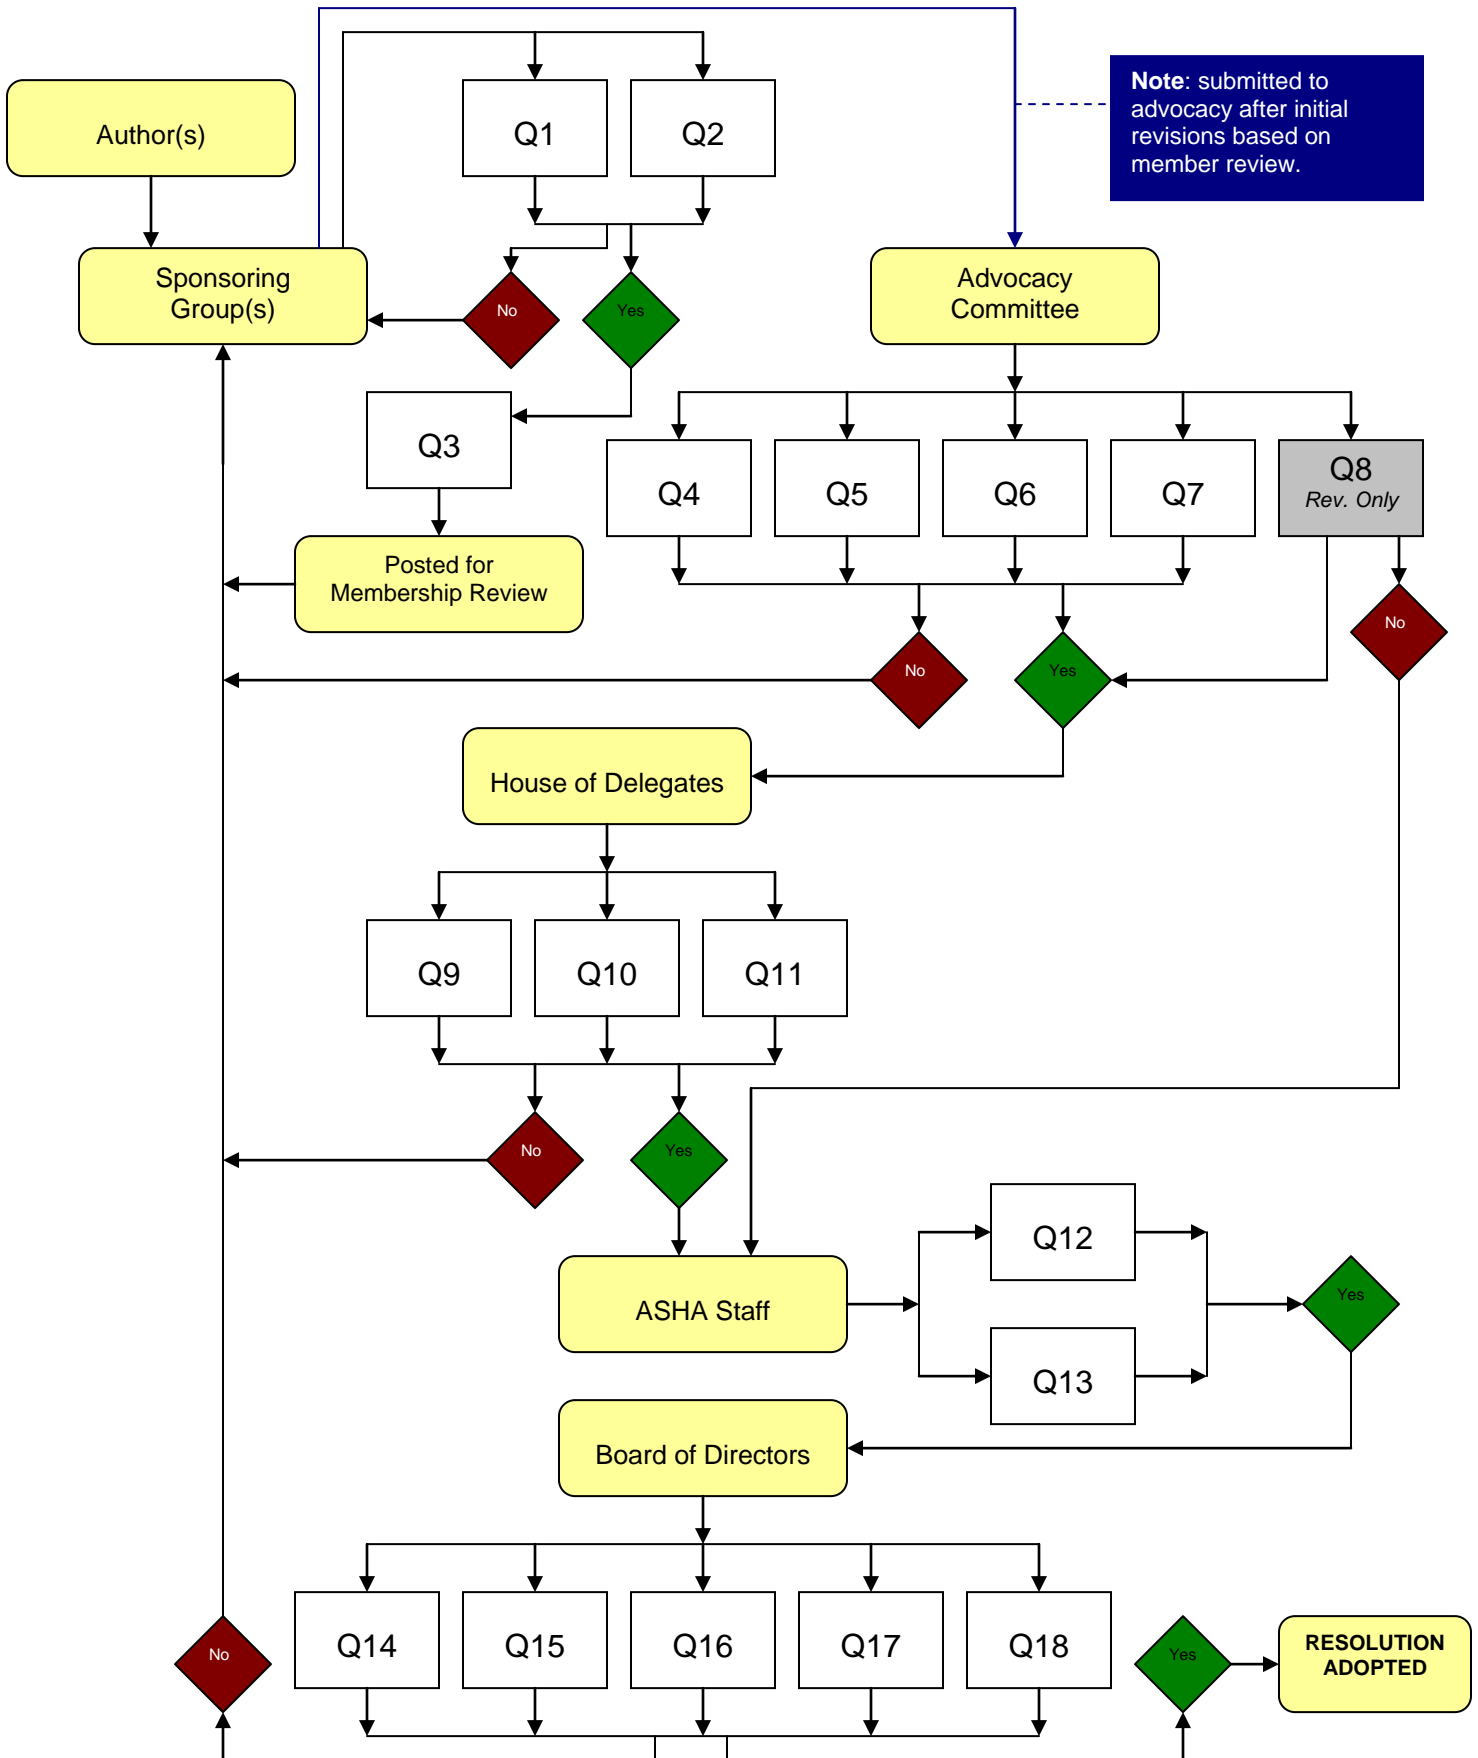 Note: submitted to
advocacy after initial
revisions based on
member review.
Author(s)
Q1
Q2
Sponsoring
Group(s)
No
Yes
Advocacy
Committee
Q3
Q4
Q5
Q6
Q7
Q8
Rev. Only
Posted for
Membership Review
No
Yes
No
House of Delegates
Q9
Q10
Q11
No
Yes
Q12
ASHA Staff
Yes
Q13
Board of Directors
Q14
Q15
Q16
Q17
Q18
No
Yes
RESOLUTION
ADOPTED